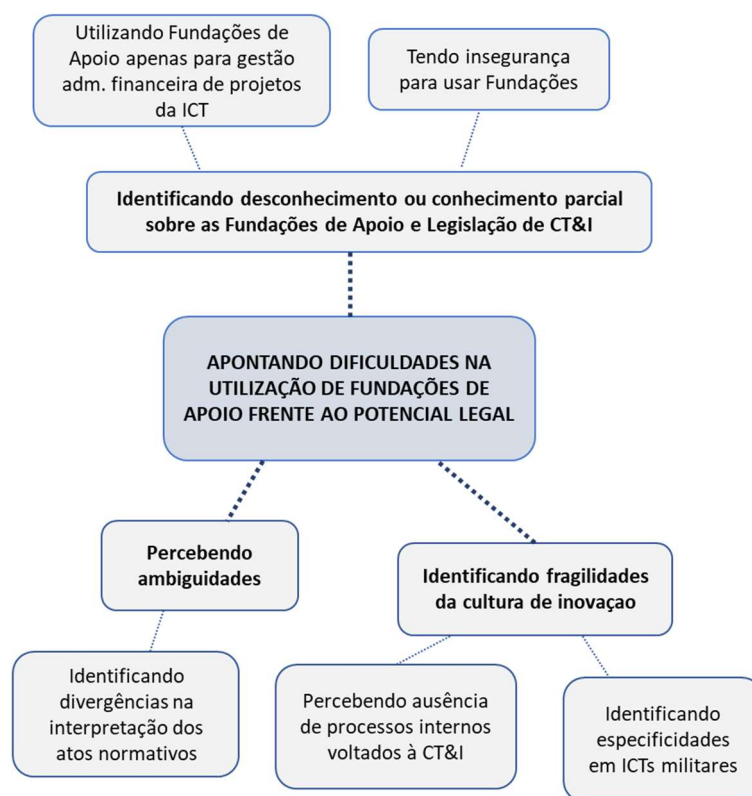 Utilizando Fundações de
Apoio apenas para gestão
adm. financeira de projetos
da ICT
Tendo insegurança
para usar Fundações
Identificando desconhecimento ou conhecimento parcial
sobre as Fundações de Apoio e Legislação de CT&I
APONTANDO DIFICULDADES NA
UTILIZAÇÃO DE FUNDAÇÕES DE
APOIO FRENTE AO POTENCIAL LEGAL
Percebendo
ambiguidades
Identificando fragilidades
da cultura de inovaçao
Identificando
divergências na
interpretação dos
atos normativos
Percebendo ausência
de processos internos
voltados à CT&I
Identificando
especificidades
em ICTs militares